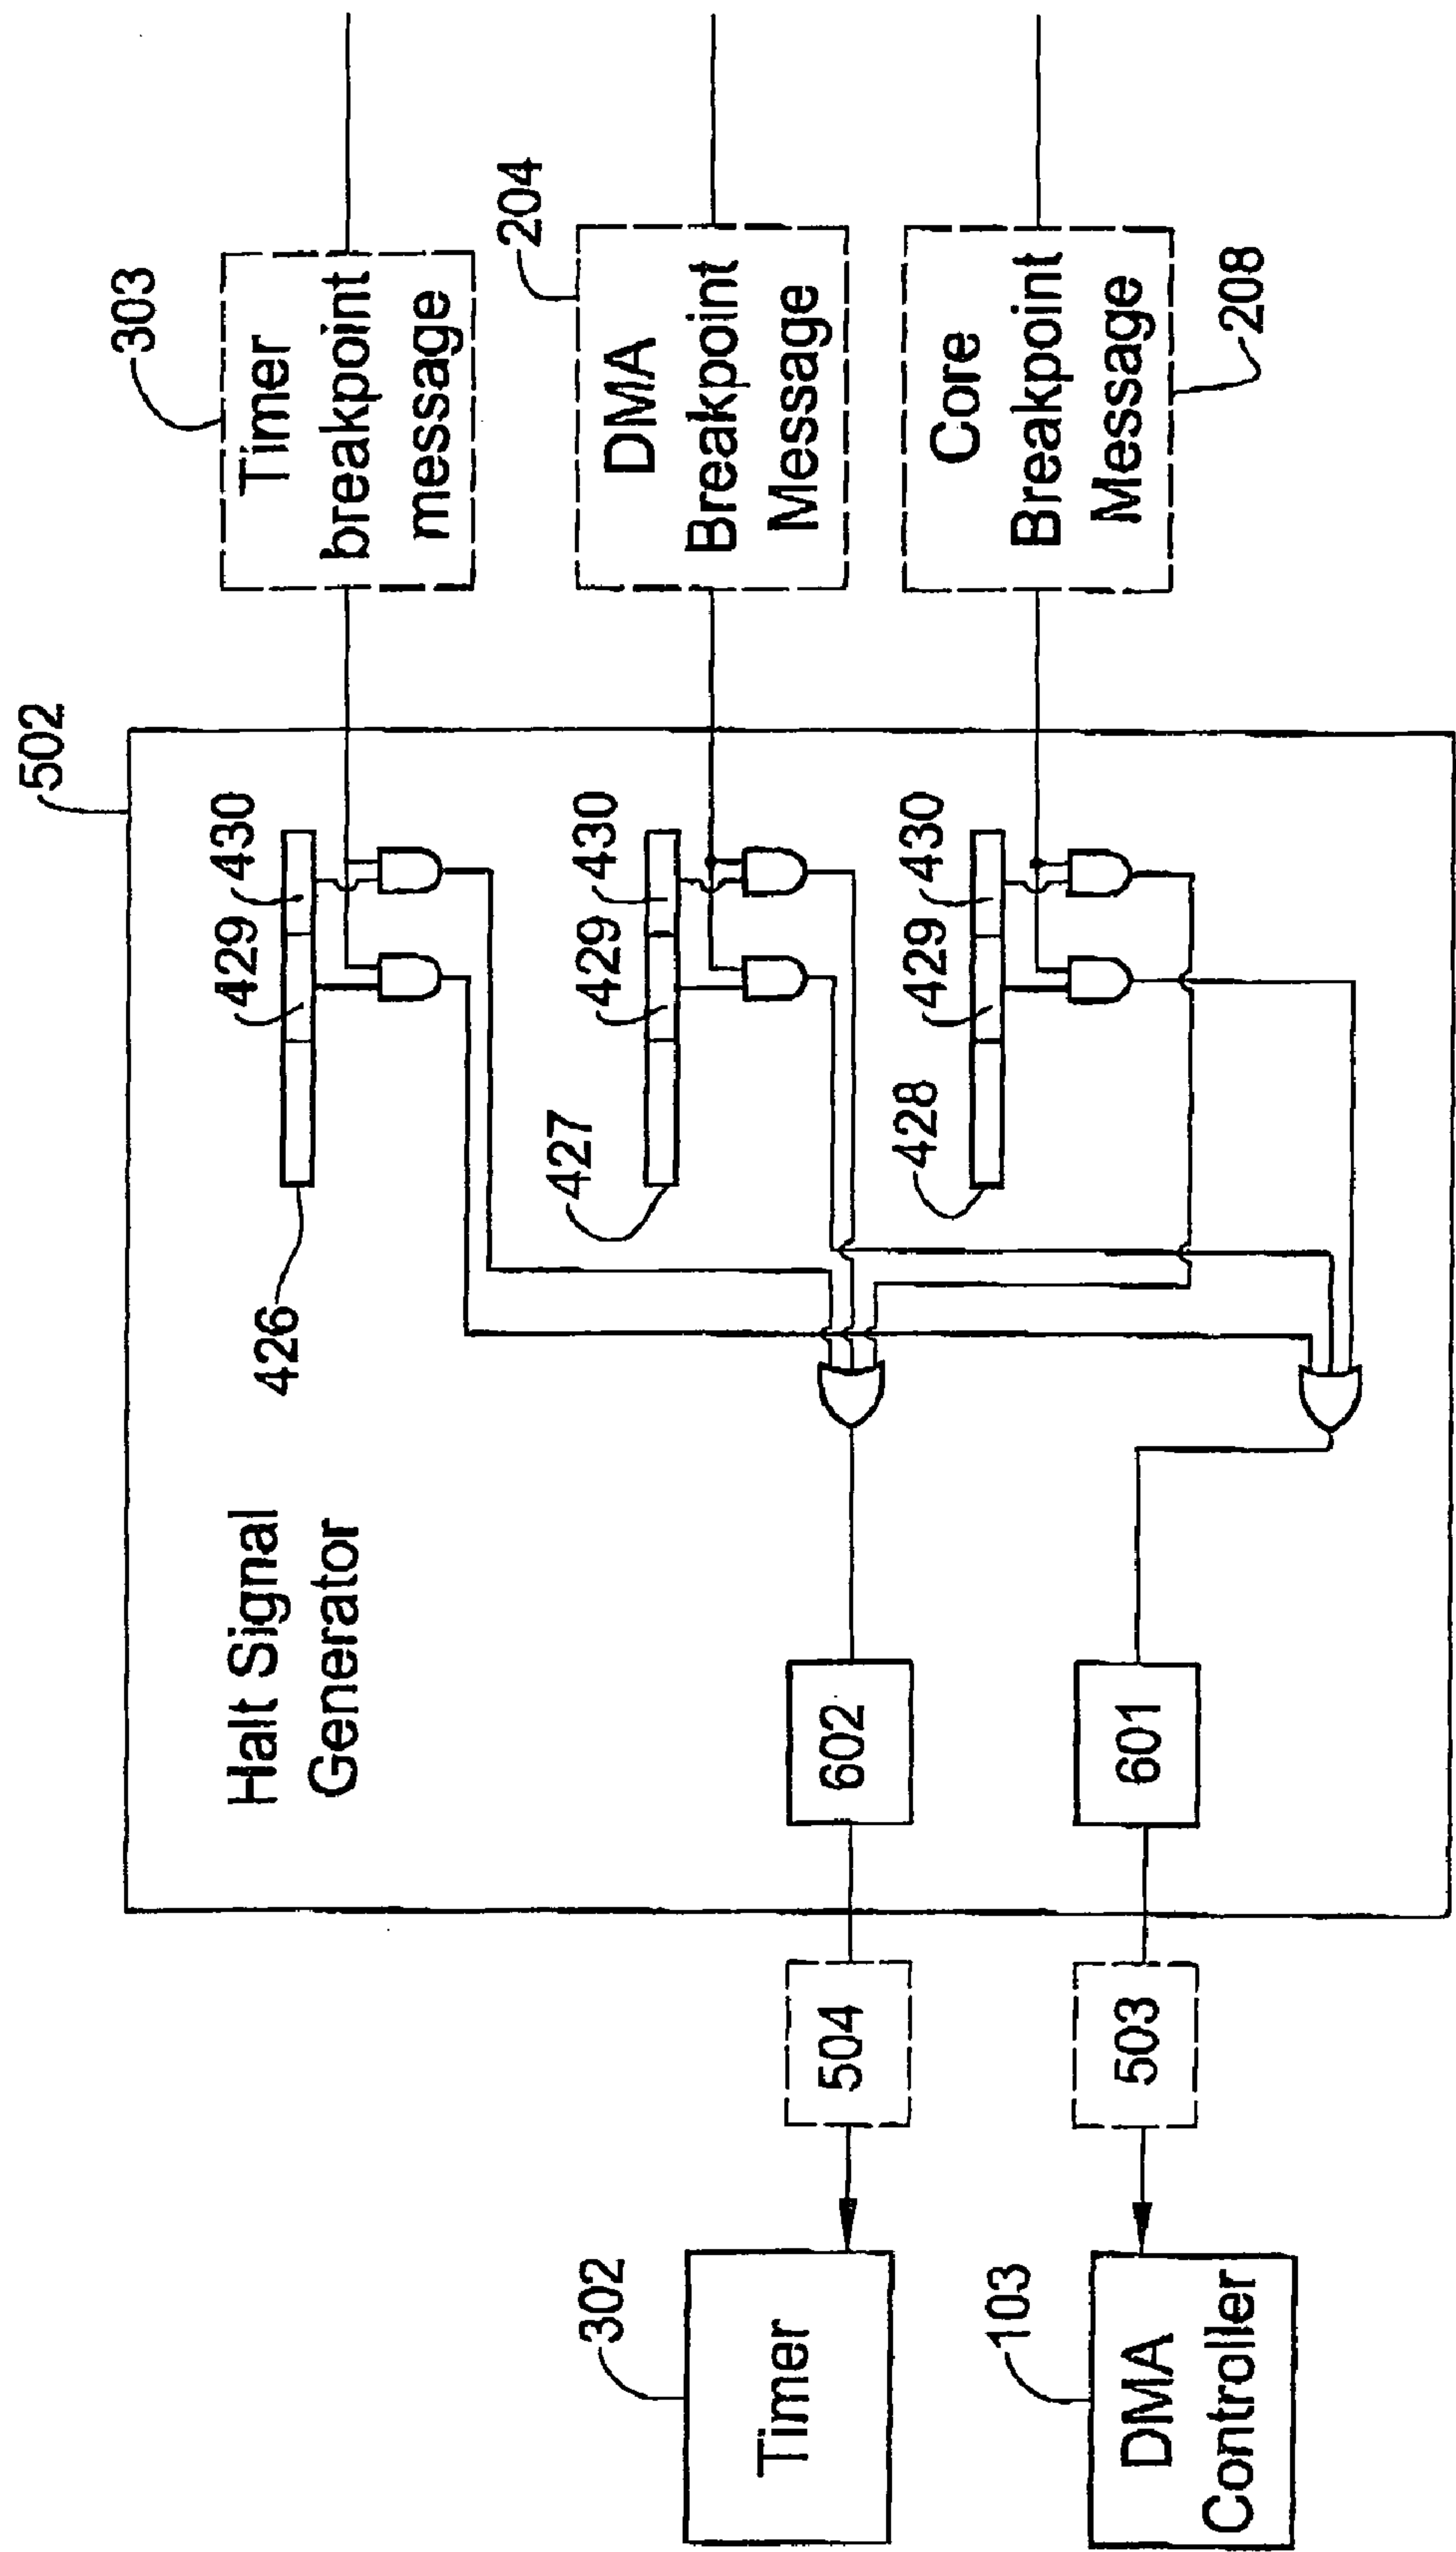 502
Halt Signal
Generator
426
429
430
427
429
430
428
429
430
303
Timer
breakpoint
message
204
DMA
Breakpoint
Message
Core
Breakpoint
Message
208
602
601
504
503
302
Timer
103
DMA
Controller